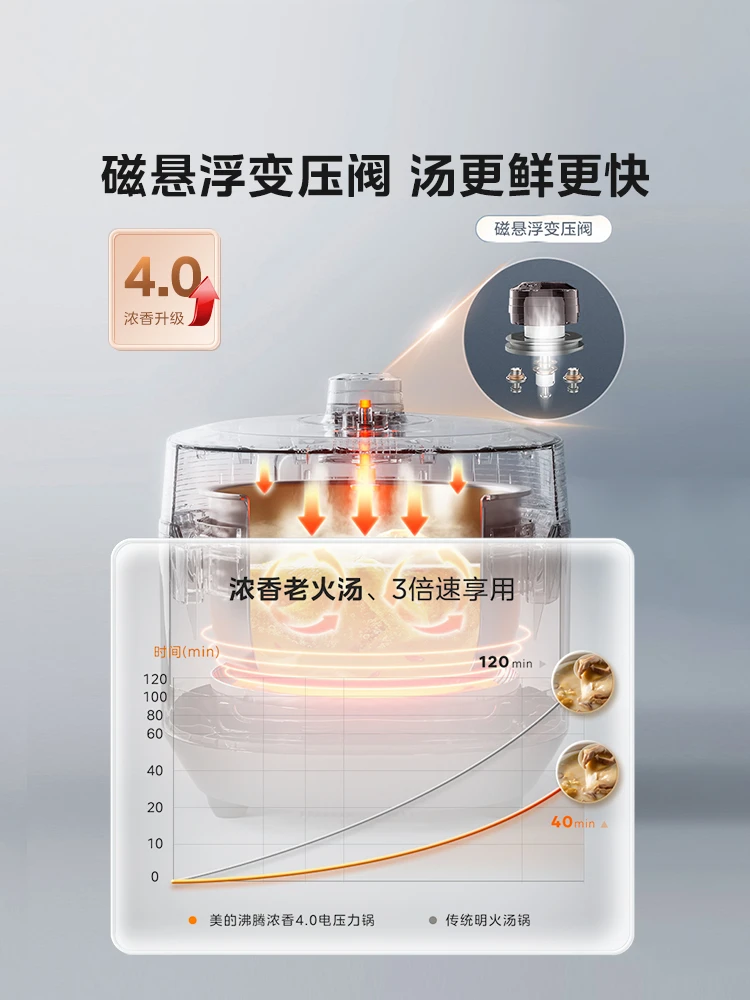 磁悬浮变压阀 汤更鲜更快
磁悬浮变压阀
4.0
浓香升级
浓香老火汤、3倍速享用
时间(min)
120min
120
100
80
60
40
20
10
0
40min
美的沸腾浓香4.0电压力锅
传统明火汤锅